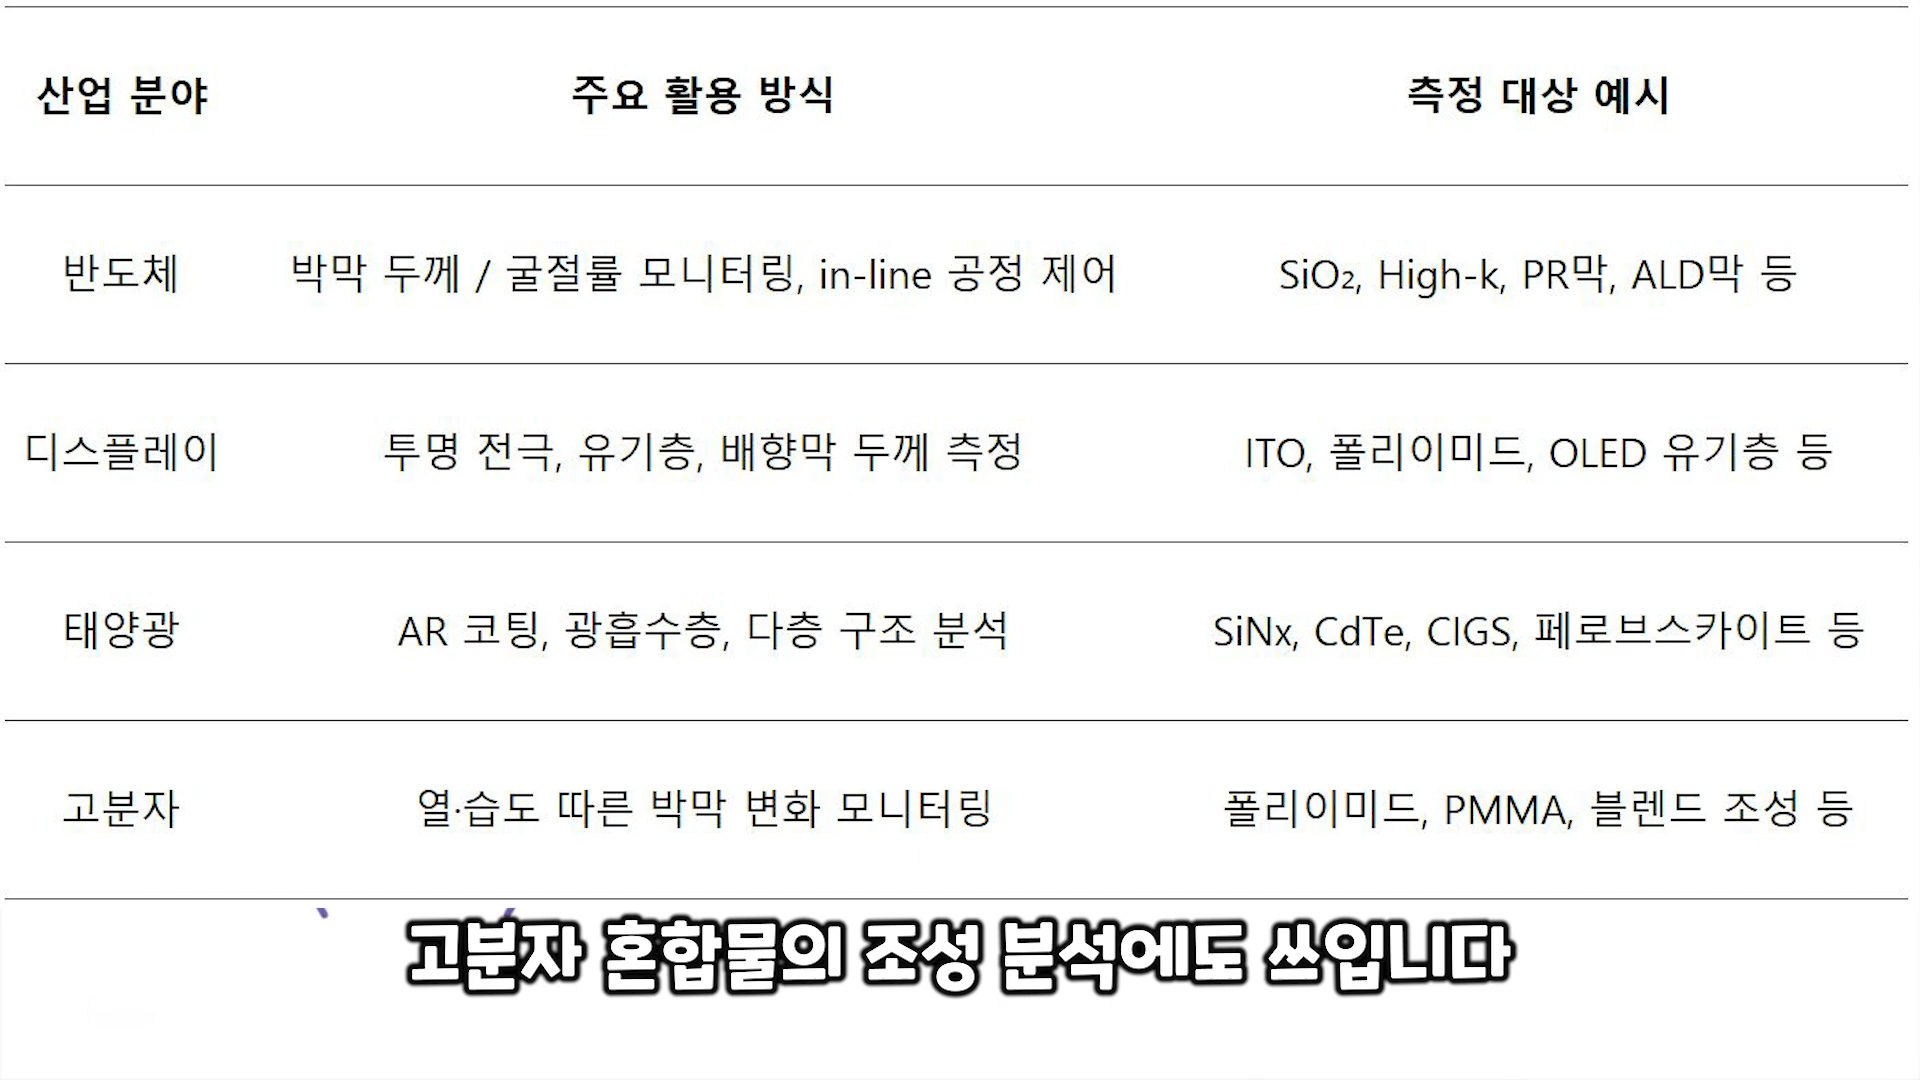 산업 분야 주요 활용 방식 측정 대상 예시
반도체 박막 두께 / 굴절률 모니터링, in-line 공정 제어 SiO₂, High-k, PR막, ALD막 등
디스플레이 투명 전극, 유기층, 배향막 두께 측정 ITO, 폴리이미드, OLED 유기층 등
태양광 AR 코팅, 광흡수층, 다층 구조 분석 SiNx, CdTe, CIGS, 페로브스카이트 등
고분자 열·습도 따른 박막 변화 모니터링 폴리이미드, PMMA, 블렌드 조성 등
고분자 혼합물의 조성 분석에도 쓰입니다